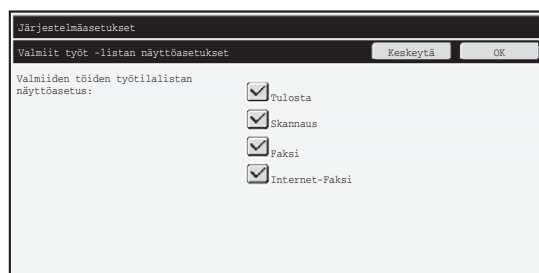 Järjestelmäasetukset
Valmiit työt -listan näyttöasetukset Keskeytä OK
Valmiiden töiden työtilalistan
näyttöasetus:
Tulosta
Skannaus
Faksi
Internet-Faksi